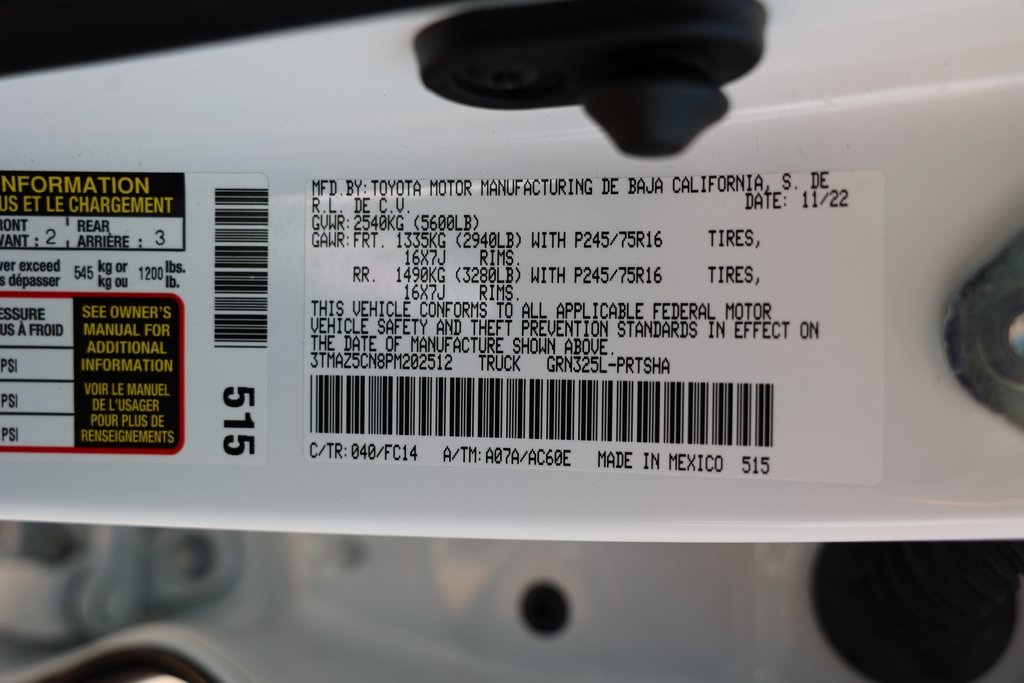 NFORMATION
US ET LE CHARGEMENT
RONT VANT : 2 REAR ARRIÈRE : 3
ver exceed s dépasser 545 kg or kg ou 1200 lbs. lb.
ESSURE
US À FROID
PSI
PSI
PSI
SEE OWNER'S
MANUAL FOR
ADDITIONAL
INFORMATION
VOIR LE MANUEL
DE L'USAGER
POUR PLUS DE
RENSEIGNEMENTS
515
MFD.BY:TOYOTA MOTOR MANUFACTURING DE BAJA CALIFORNIA, S. DE
R.L. DE C.V. DATE: 11/22
GVWR:2540KG (5600LB)
GAWR:FRT. 1335KG (2940LB) WITH P245/75R16 TIRES,
16X7J RIMS.
RR. 1490KG (3280LB) WITH P245/75R16 TIRES,
16X7J RIMS.
THIS VEHICLE CONFORMS TO ALL APPLICABLE FEDERAL MOTOR
VEHICLE SAFETY AND THEFT PREVENTION STANDARDS IN EFFECT ON
THE DATE OF MANUFACTURE SHOWN ABOVE.
3TMAZ5CN8PM202512 TRUCK GRN325L-PRTSHA
C/TR:040/FC14 A/TM:A07A/AC60E MADE IN MEXICO 515